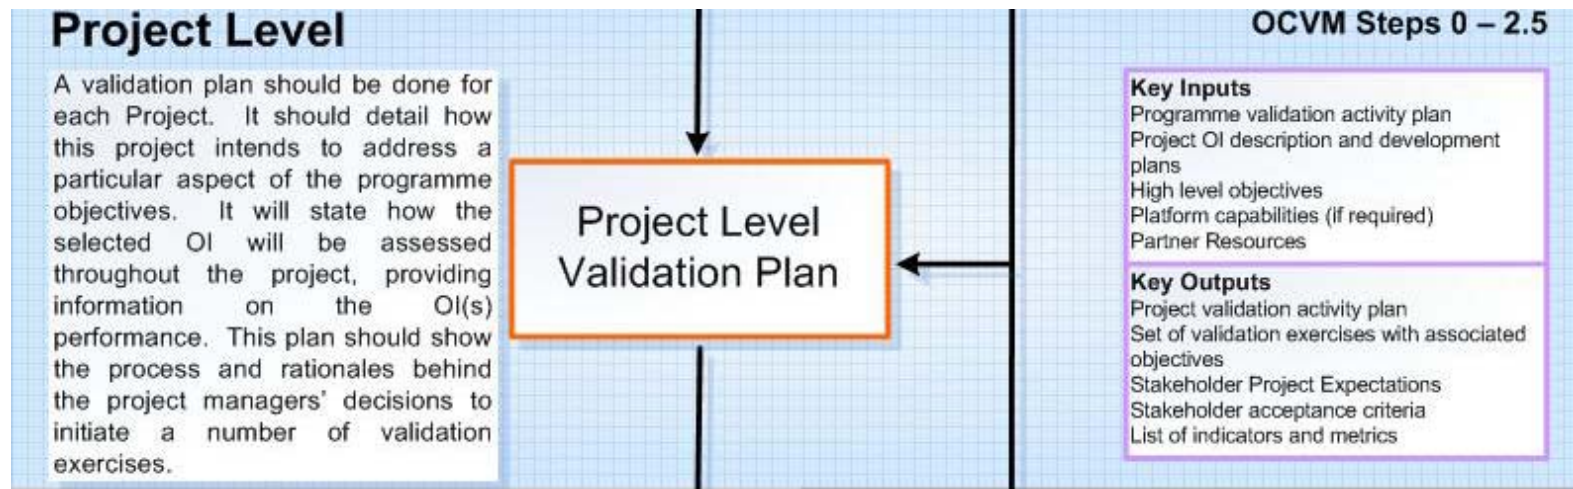 Project Level
A validation plan should be done for
each Project. It should detail how
this project intends to address a
particular aspect of the programme
objectives. It will state how the
selected OI will be assessed
throughout the project, providing
information on the OI(s)
performance. This plan should show
the process and rationales behind
the project managers' decisions to
initiate a number of validation
exercises.
Project Level
Validation Plan
OCVM Steps 0 – 2.5
Key Inputs
Programme validation activity plan
Project OI description and development
plans
High level objectives
Platform capabilities (if required)
Partner Resources
Key Outputs
Project validation activity plan
Set of validation exercises with associated
objectives
Stakeholder Project Expectations
Stakeholder acceptance criteria
List of indicators and metrics